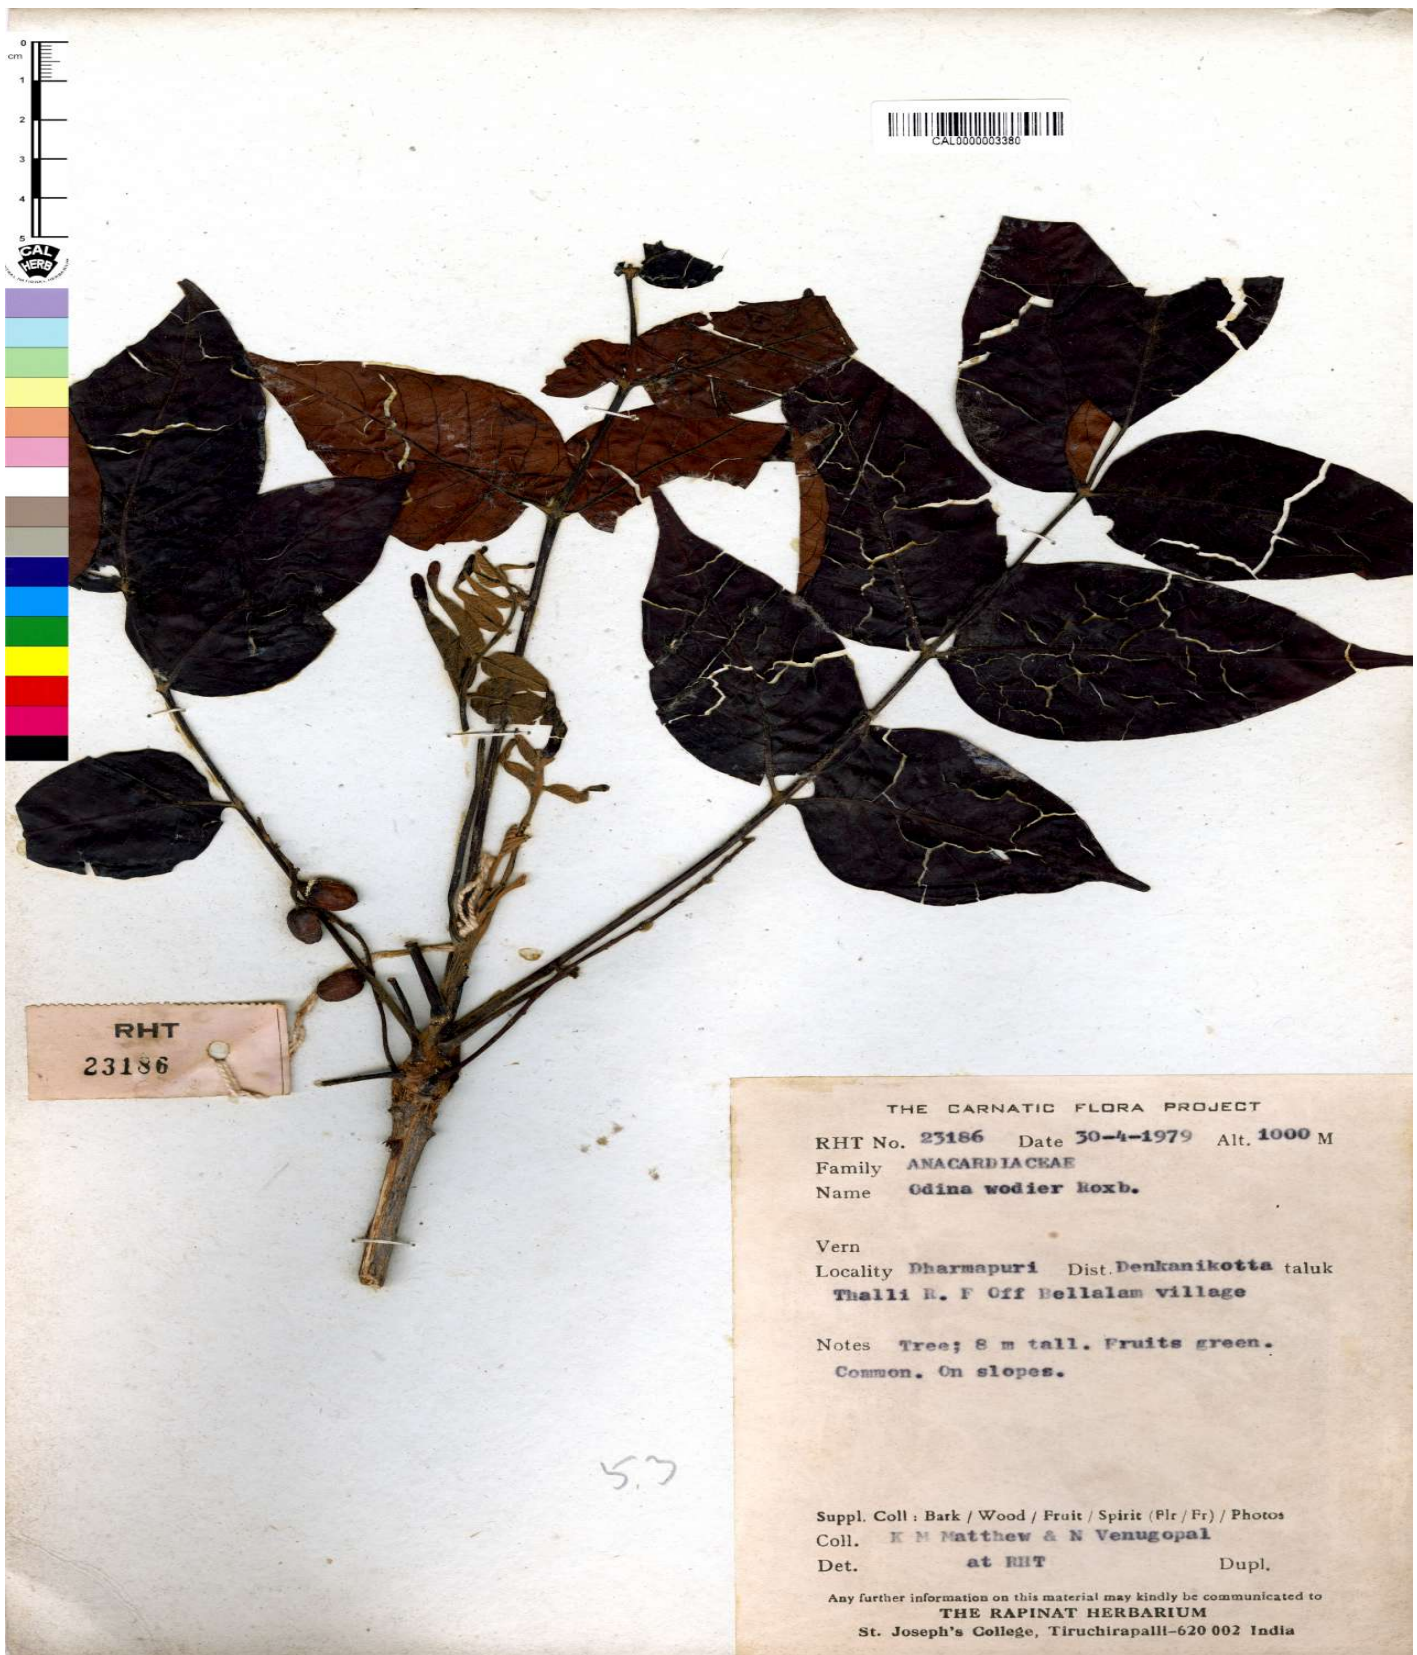 0
cm
1
2
3
4
5
CAL
HERB
CAL0000003380
RHT
23186
THE CARNATIC FLORA PROJECT
RHT No. 23186 Date 30-4-1979 Alt. 1000 M
Family ANACARDIACEAE
Name Odina wodier Roxb.
Vern
Locality Dharmapuri Dist. Denkanikotta taluk
Thalli R. F Off Bellalam village
Notes Tree; 8 m tall. Fruits green.
Common. On slopes.
53
Suppl. Coll : Bark / Wood / Fruit / Spirit (Flr / Fr) / Photos
Coll. K M Matthew & N Venugopal
Det. at RHT Dupl.
Any further information on this material may kindly be communicated to
THE RAPINAT HERBARIUM
St. Joseph's College, Tiruchirapalli-620 002 India